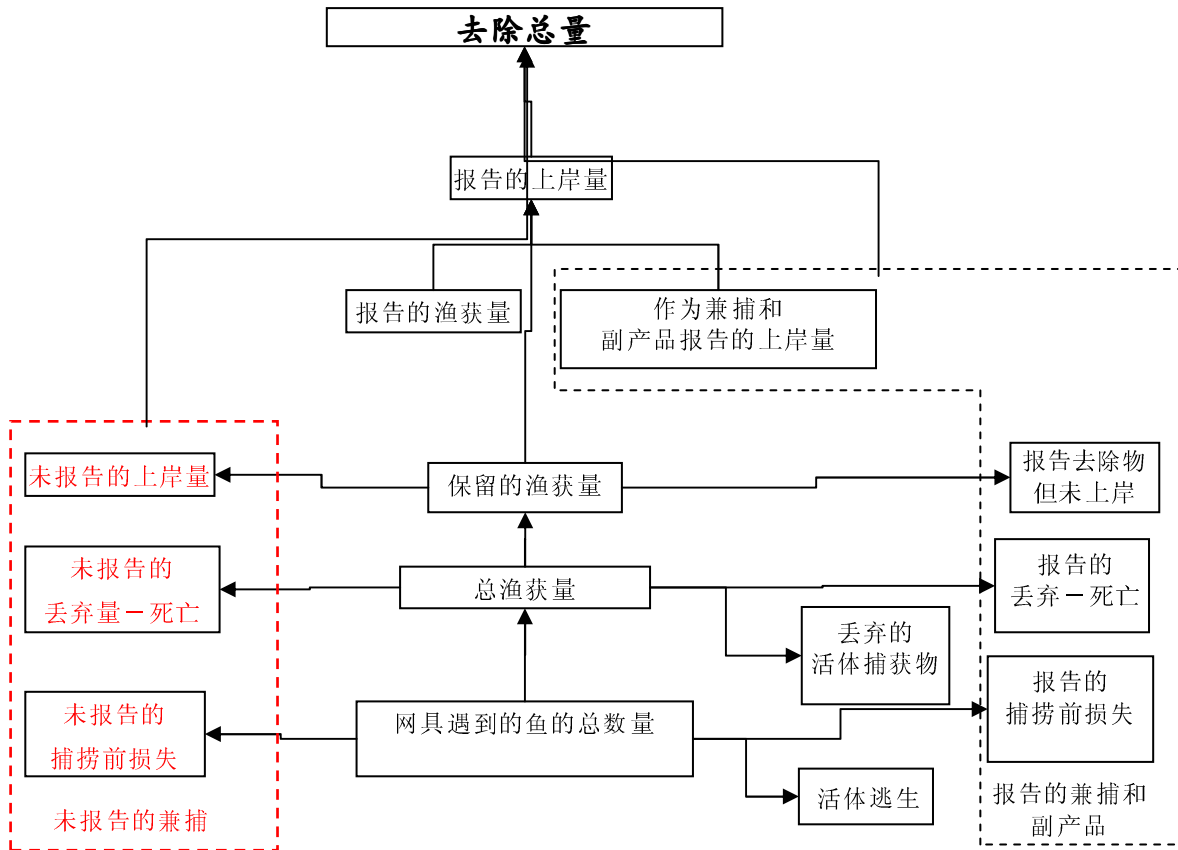 去除总量
报告的上岸量
报告的渔获量
作为兼捕和
副产品报告的上岸量
未报告的上岸量
保留的渔获量
报告去除物
但未上岸
未报告的
丢弃量－死亡
总渔获量
报告的
丢弃－死亡
丢弃的
活体捕获物
未报告的
捕捞前损失
网具遇到的鱼的总数量
报告的
捕捞前损失
活体逃生
未报告的兼捕
报告的兼捕和
副产品